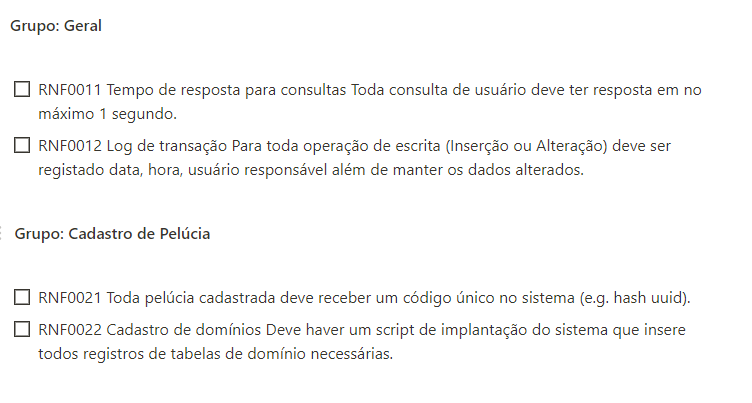 Grupo: Geral
RNF0011 Tempo de resposta para consultas Toda consulta de usuário deve ter resposta em no
máximo 1 segundo.
RNF0012 Log de transação Para toda operação de escrita (Inserção ou Alteração) deve ser
registado data, hora, usuário responsável além de manter os dados alterados.
Grupo: Cadastro de Pelúcia
RNF0021 Toda pelúcia cadastrada deve receber um código único no sistema (e.g. hash uuid).
RNF0022 Cadastro de domínios Deve haver um script de implantação do sistema que insere
todos registros de tabelas de domínio necessárias.